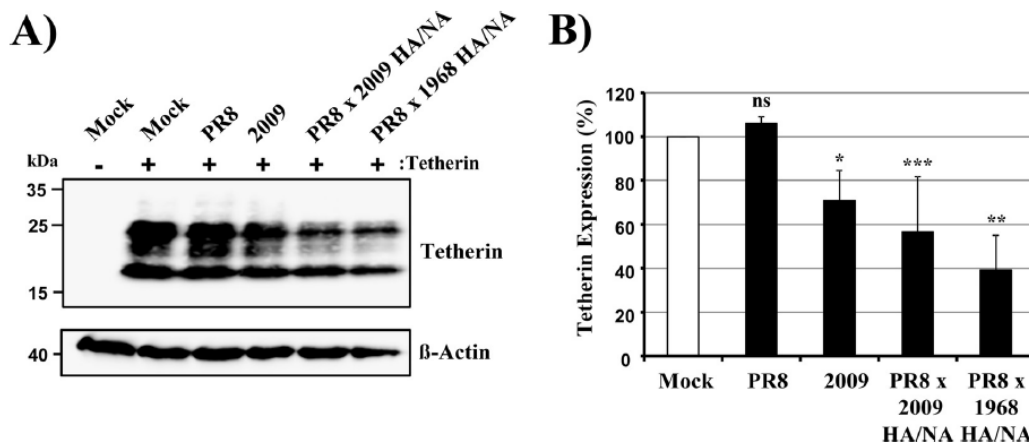 A)
Mock
Mock
PR8
2009
PR8 x 2009 HA/NA
PR8 x 1968 HA/NA
kDa
- + + + + + :Tetherin
35
25
15
Tetherin
40
ß-Actin
B)
Tetherin Expression (%)
120
100
80
60
40
20
0
ns
*
***
**
Mock
PR8
2009
PR8 x
2009
HA/NA
PR8 x
1968
HA/NA